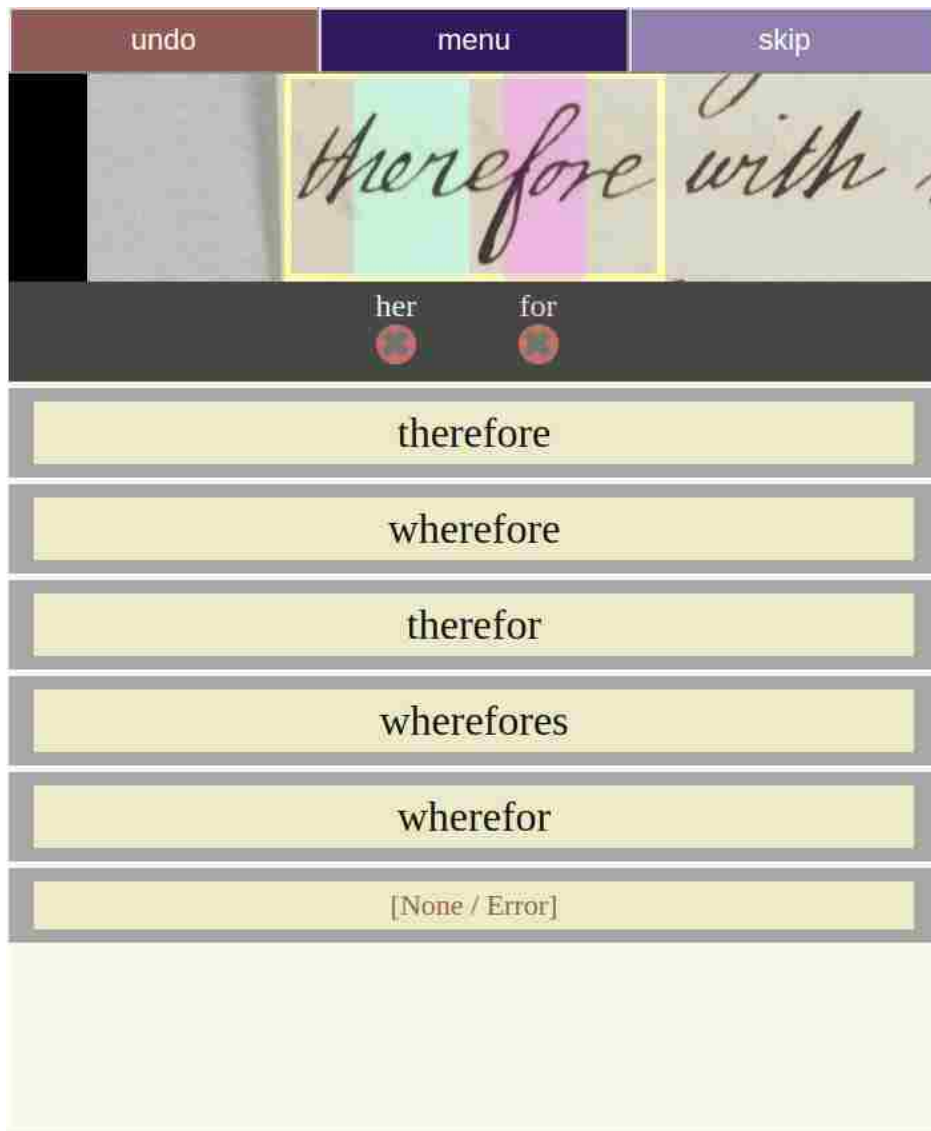 undo menu skip
therefore with
her for
therefore
wherefore
therefor
wherefores
wherefor
[None / Error]